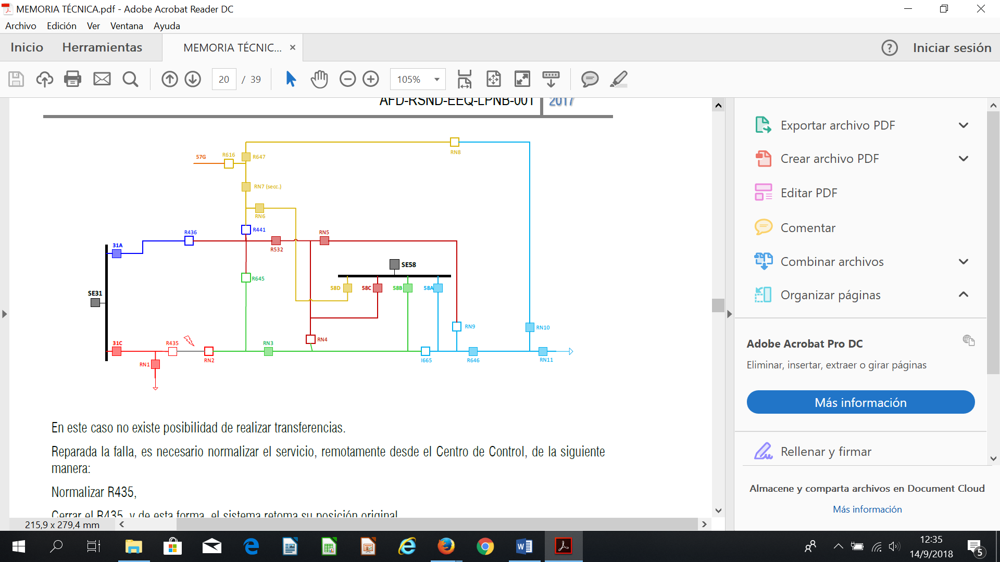 MEMORIA TÉCNICA.pdf - Adobe Acrobat Reader DC
Archivo Edición Ver Ventana Ayuda
Inicio Herramientas MEMORIA TÉCNIC... × Iniciar sesión
20 / 39 105%
AFD-RSND-EEQ-LPNB-001 2017
RN8
57G R616 R647
RN7 (secc.)
RN6
R436 R441 RN5
31A R532
SE58
R645
58D 58C 58B 58A
SE31
RN9 RN10
31C R435 RN3 RN4
RN1 RN2 I665 R646 RN11
En este caso no existe posibilidad de realizar transferencias.
Reparada la falla, es necesario normalizar el servicio, remotamente desde el Centro de Control, de la siguiente
manera:
Normalizar R435,
Cerrar el R435, y de esta forma, el sistema retoma su posición original
215,9 x 279,4 mm
Exportar archivo PDF
Crear archivo PDF
Editar PDF
Comentar
Combinar archivos
Organizar páginas
Adobe Acrobat Pro DC
Eliminar, insertar, extraer o girar páginas
Más información
Rellenar y firmar
Almacene y comparta archivos en Document Cloud
Más información
12:35
14/9/2018
5